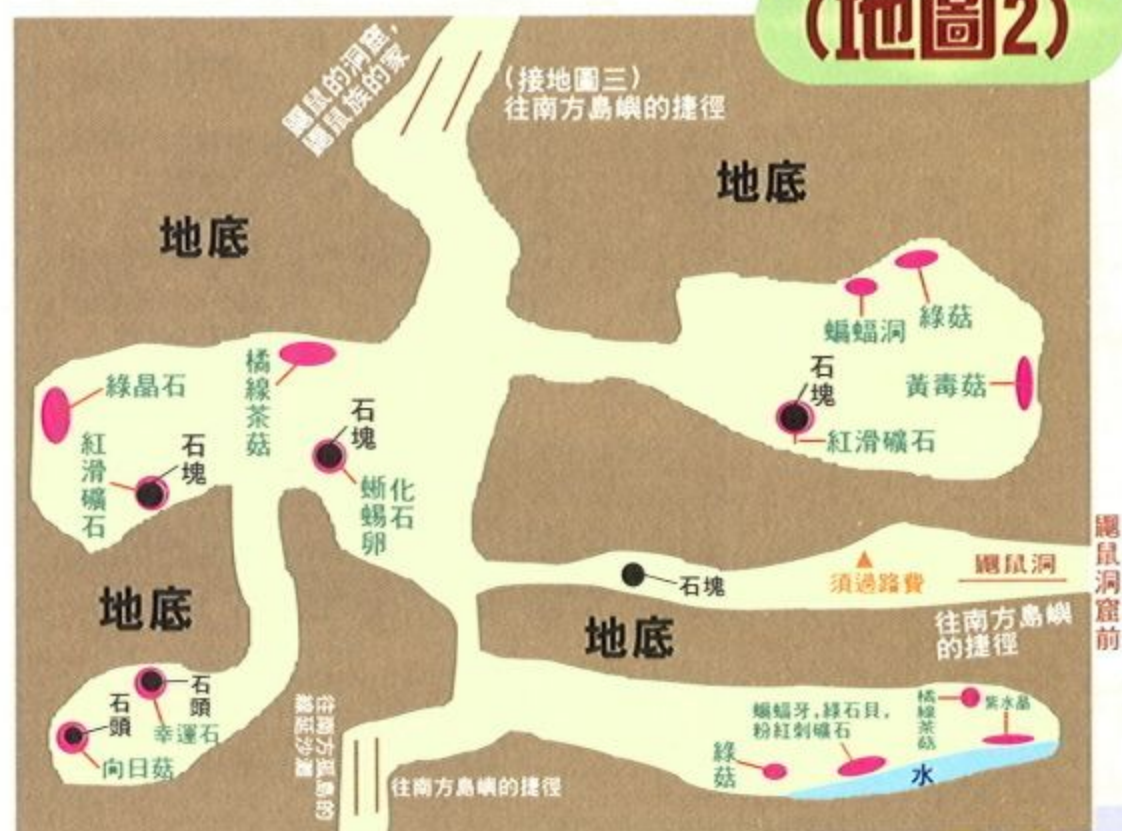 (地圖2)
鼴鼠的洞窟,
鼴鼠族的家
(接地圖三)
往南方島嶼的捷徑
地底
地底
綠菇
蝙蝠洞
石塊
黃毒菇
紅滑礦石
橘線茶菇
綠晶石
石塊
紅滑礦石
石塊
蜥蜴卵
化石
石塊
須過路費
鼴鼠洞
鼴鼠洞窟前
往南方島嶼
的捷徑
地底
地底
石頭
幸運石
石頭
向日菇
往南方孤島的
往南方島嶼的捷徑
蝙蝠牙,綠石貝,
粉紅刺礦石
橘線茶菇
紫水晶
綠菇
水